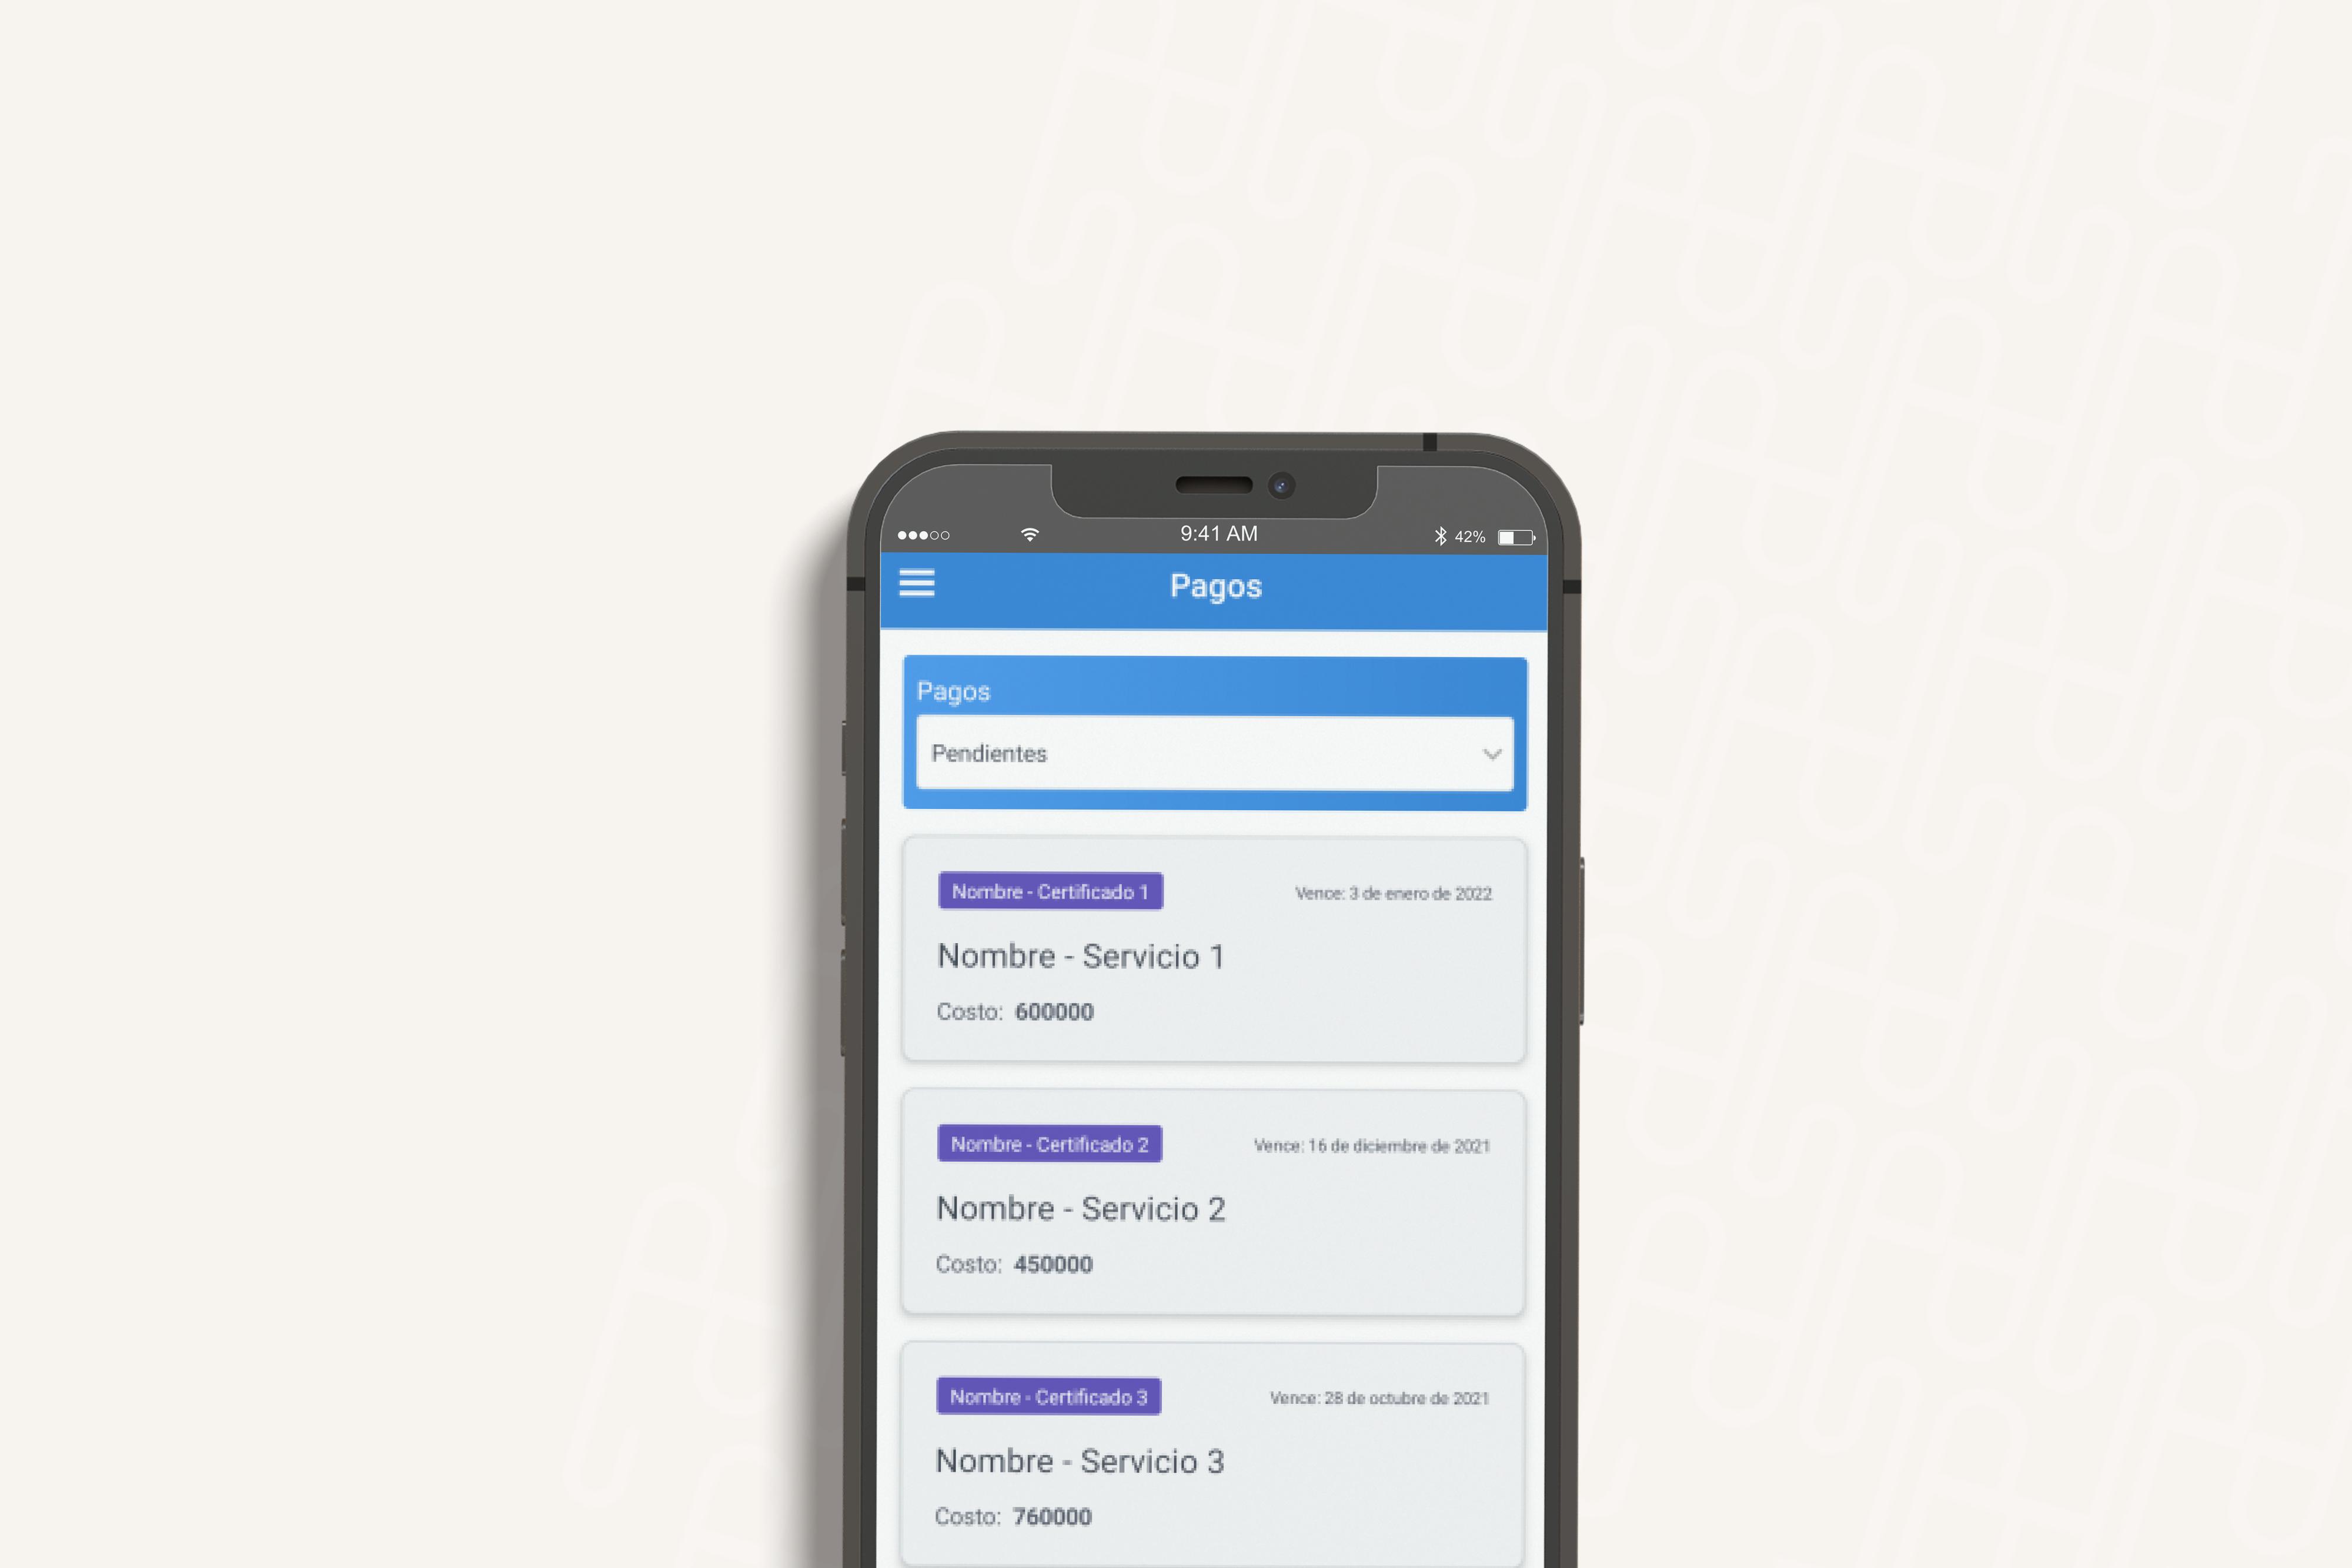 9:41 AM
42%
Pagos
Pagos
Pendientes
Nombre - Certificado 1
Vence: 3 de enero de 2022
Nombre - Servicio 1
Costo: 600000
Nombre - Certificado 2
Vence: 16 de diciembre de 2021
Nombre - Servicio 2
Costo: 450000
Nombre - Certificado 3
Vence: 28 de octubre de 2021
Nombre - Servicio 3
Costo: 760000